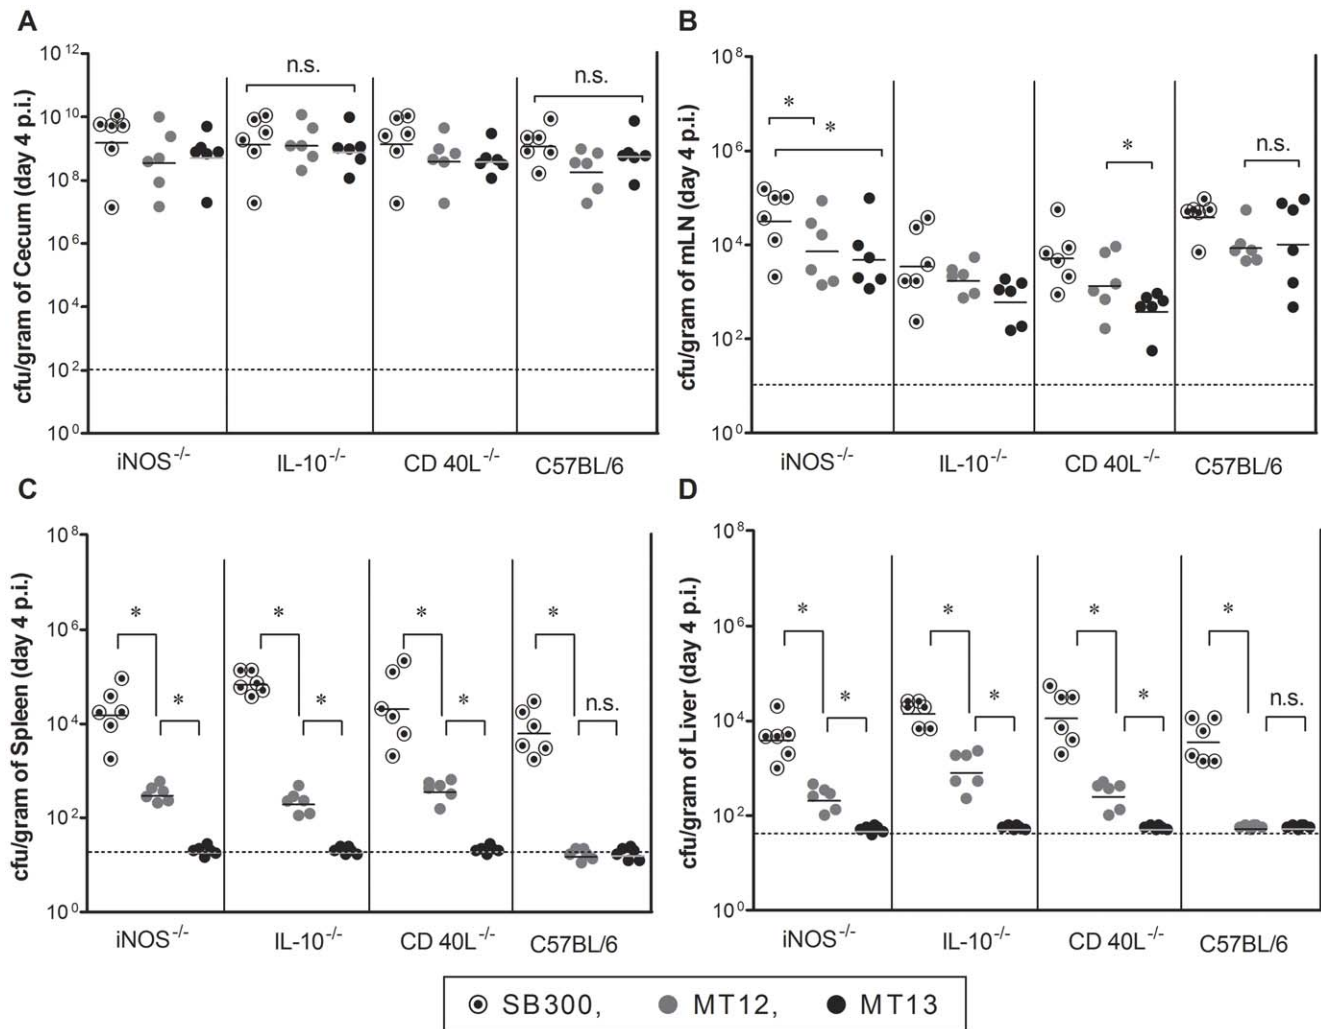 A
cfu/gram of Cecum (day 4 p.i.)
10^12
10^10
10^8
10^6
10^4
10^2
10^0
n.s.
n.s.
iNOS^-/-
IL-10^-/-
CD 40L^-/-
C57BL/6
B
cfu/gram of mLN (day 4 p.i.)
10^8
10^6
10^4
10^2
10^0
*
*
*
n.s.
iNOS^-/-
IL-10^-/-
CD 40L^-/-
C57BL/6
C
cfu/gram of Spleen (day 4 p.i.)
10^8
10^6
10^4
10^2
10^0
* * * *
* * * n.s.
iNOS^-/-
IL-10^-/-
CD 40L^-/-
C57BL/6
D
cfu/gram of Liver (day 4 p.i.)
10^8
10^6
10^4
10^2
10^0
* * * *
* * * n.s.
iNOS^-/-
IL-10^-/-
CD 40L^-/-
C57BL/6
SB300, MT12, MT13